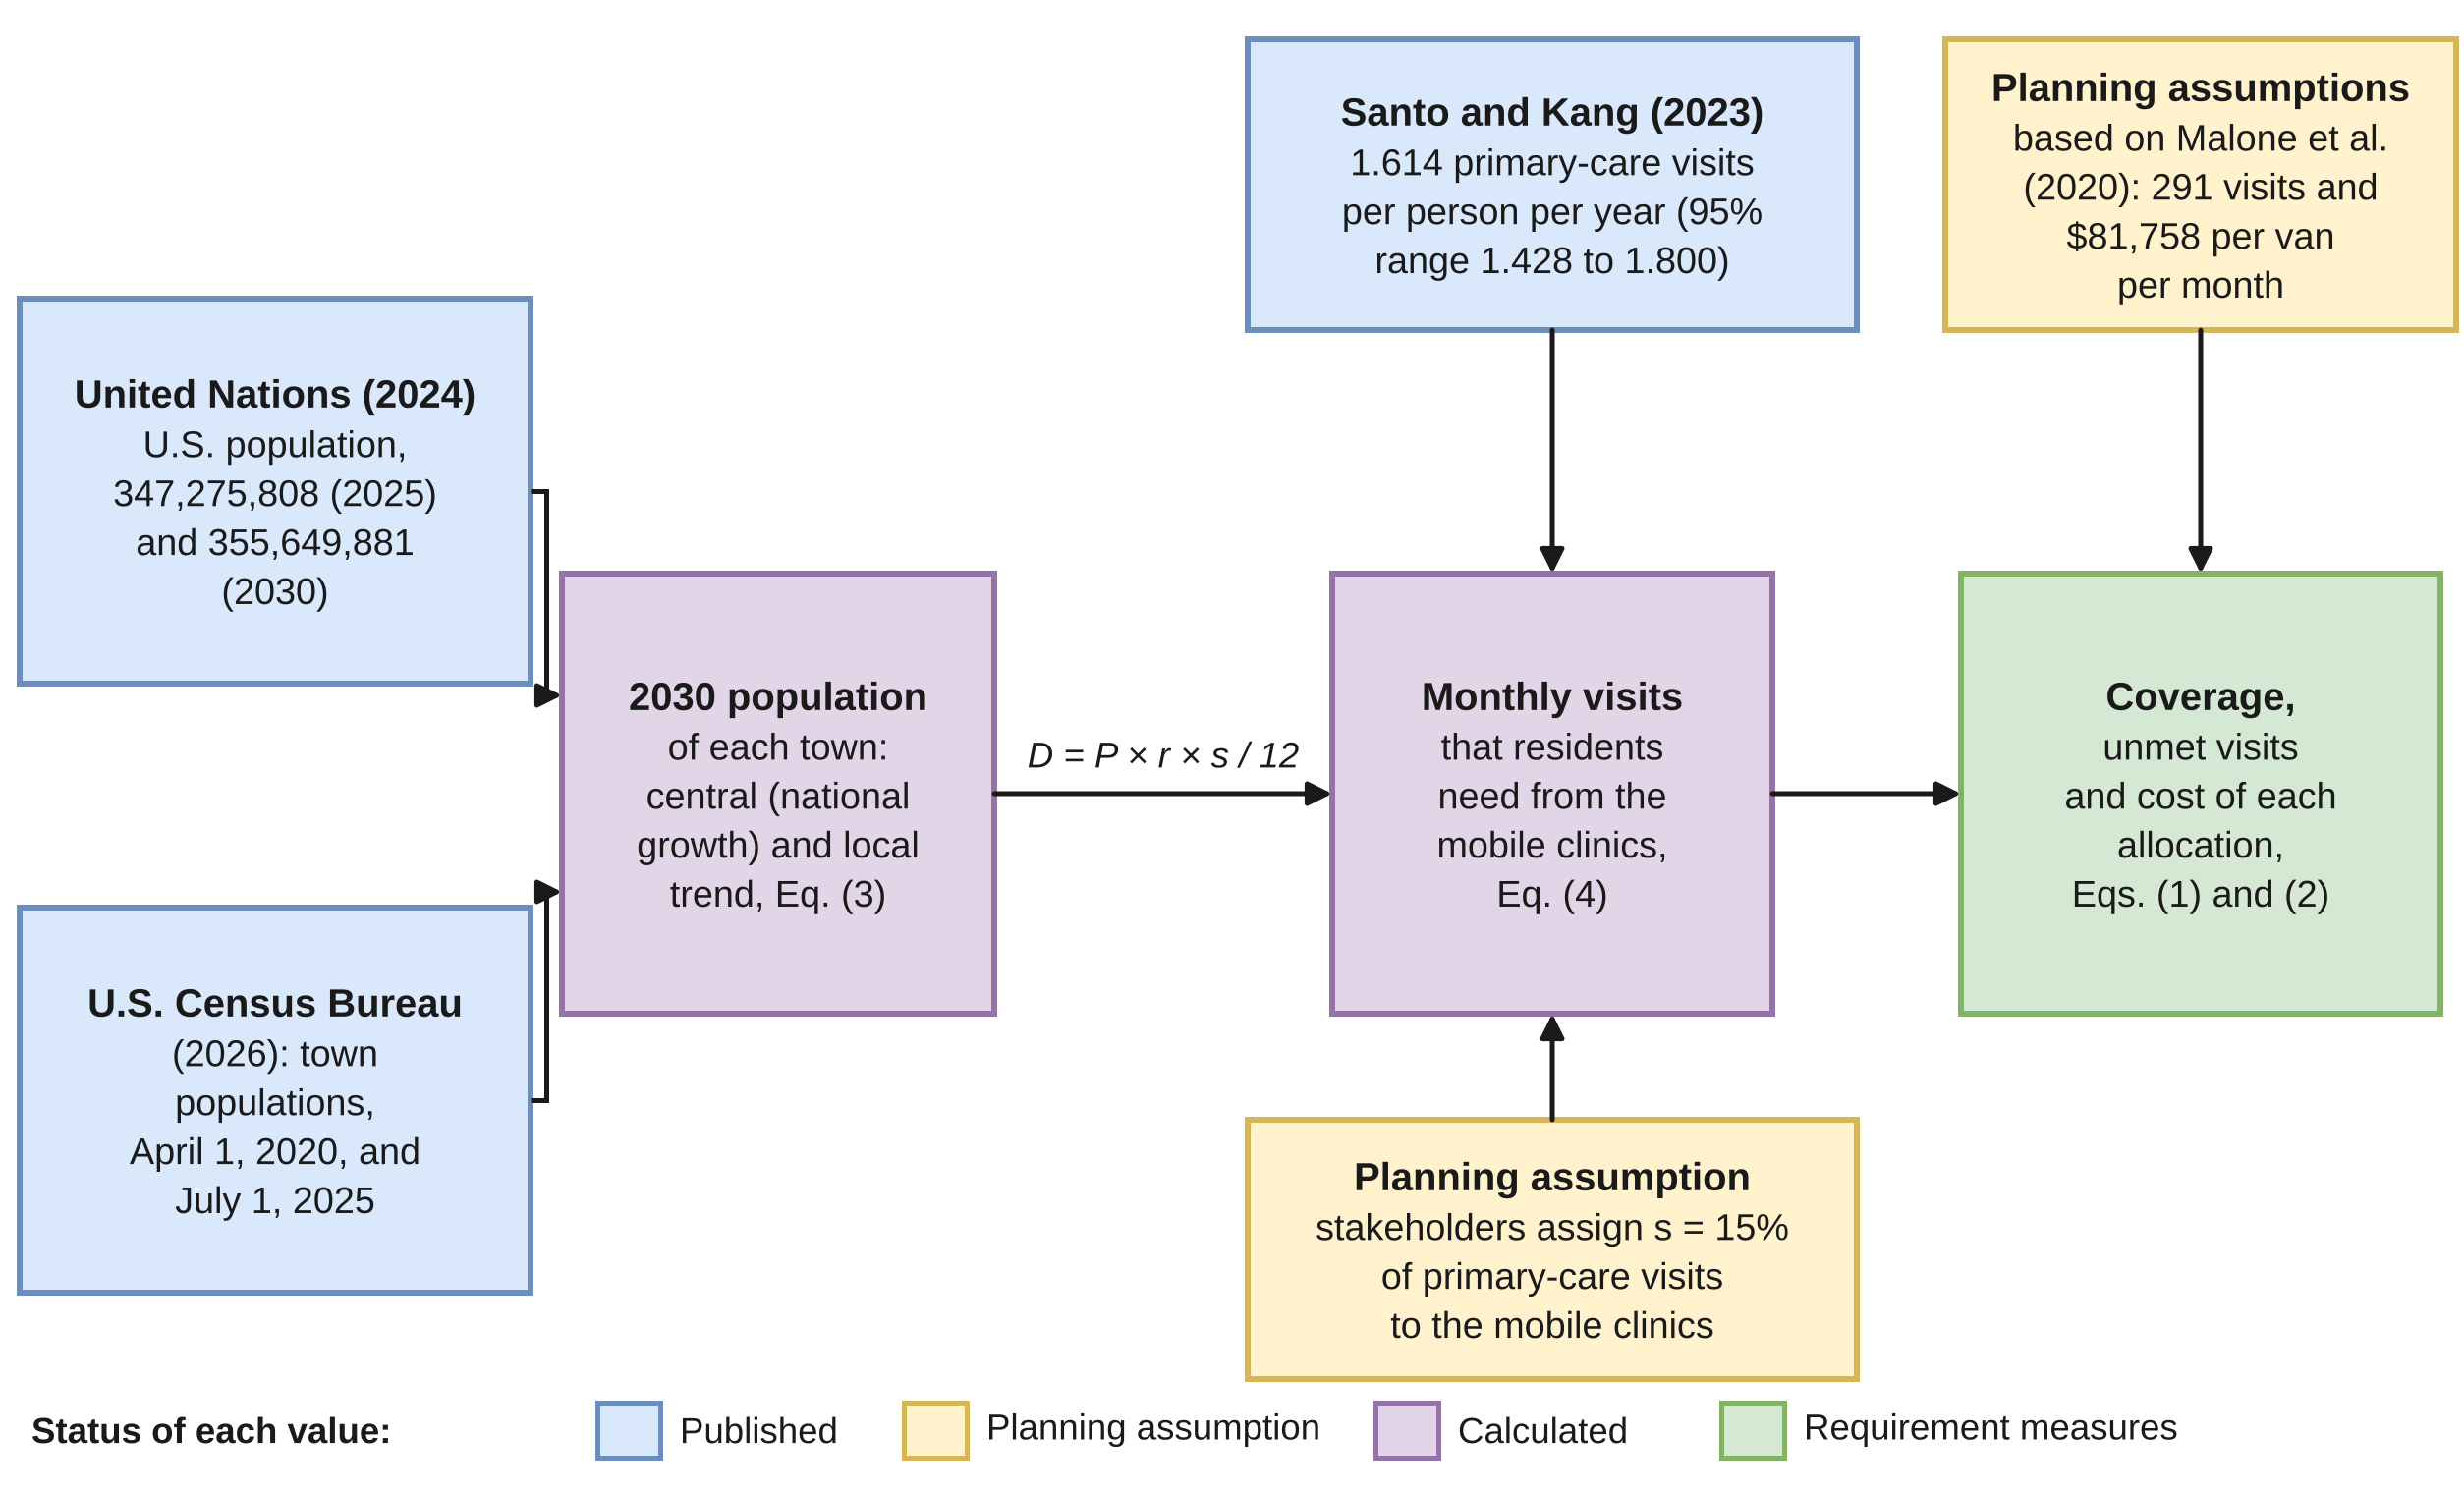 Santo and Kang (2023)
1.614 primary-care visits
per person per year (95%
range 1.428 to 1.800)
Planning assumptions
based on Malone et al.
(2020): 291 visits and
$81,758 per van
per month
United Nations (2024)
U.S. population,
347,275,808 (2025)
and 355,649,881
(2030)
2030 population
of each town:
central (national
growth) and local
trend, Eq. (3)
D = P × r × s / 12
Monthly visits
that residents
need from the
mobile clinics,
Eq. (4)
Coverage,
unmet visits
and cost of each
allocation,
Eqs. (1) and (2)
U.S. Census Bureau
(2026): town
populations,
April 1, 2020, and
July 1, 2025
Planning assumption
stakeholders assign s = 15%
of primary-care visits
to the mobile clinics
Status of each value:
Published
Planning assumption
Calculated
Requirement measures